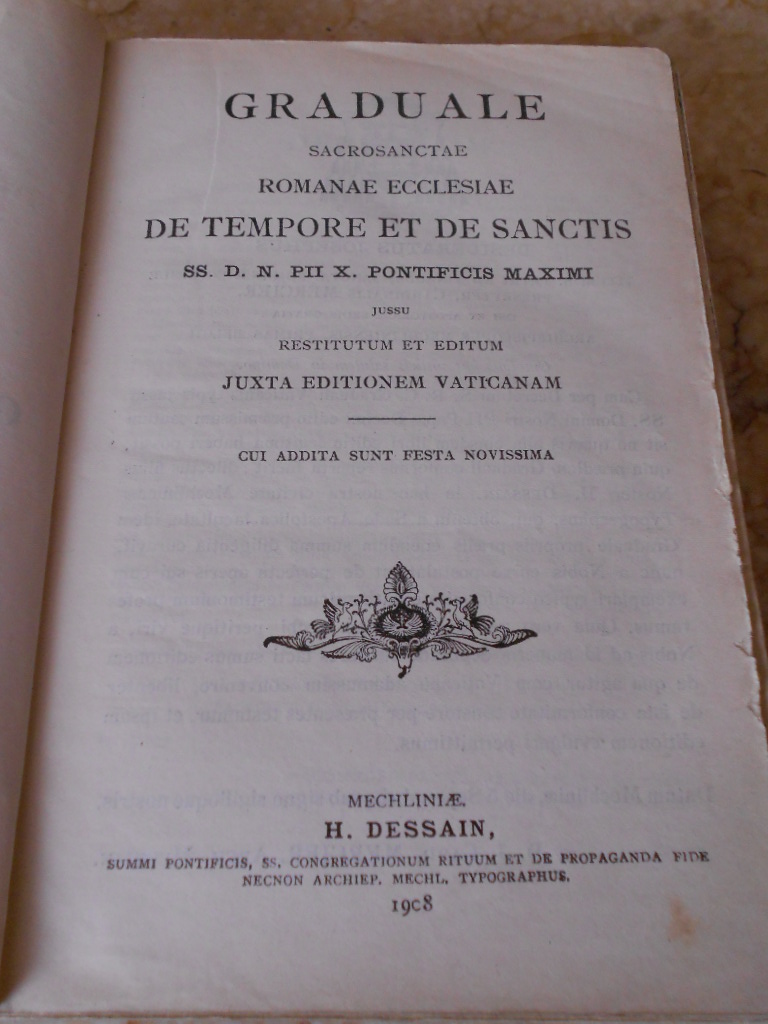 GRADUALE
SACROSANCTAE
ROMANAE ECCLESIAE
DE TEMPORE ET DE SANCTIS
SS. D. N. PII X. PONTIFICIS MAXIMI
JUSSU
RESTITUTUM ET EDITUM
JUXTA EDITIONEM VATICANAM
CUI ADDITA SUNT FESTA NOVISSIMA
MECHLINIÆ.
H. DESSAIN,
SUMMI PONTIFICIS, SS. CONGREGATIONUM RITUUM ET DE PROPAGANDA FIDE
NECNON ARCHIEP. MECHL. TYPOGRAPHUS.
1908